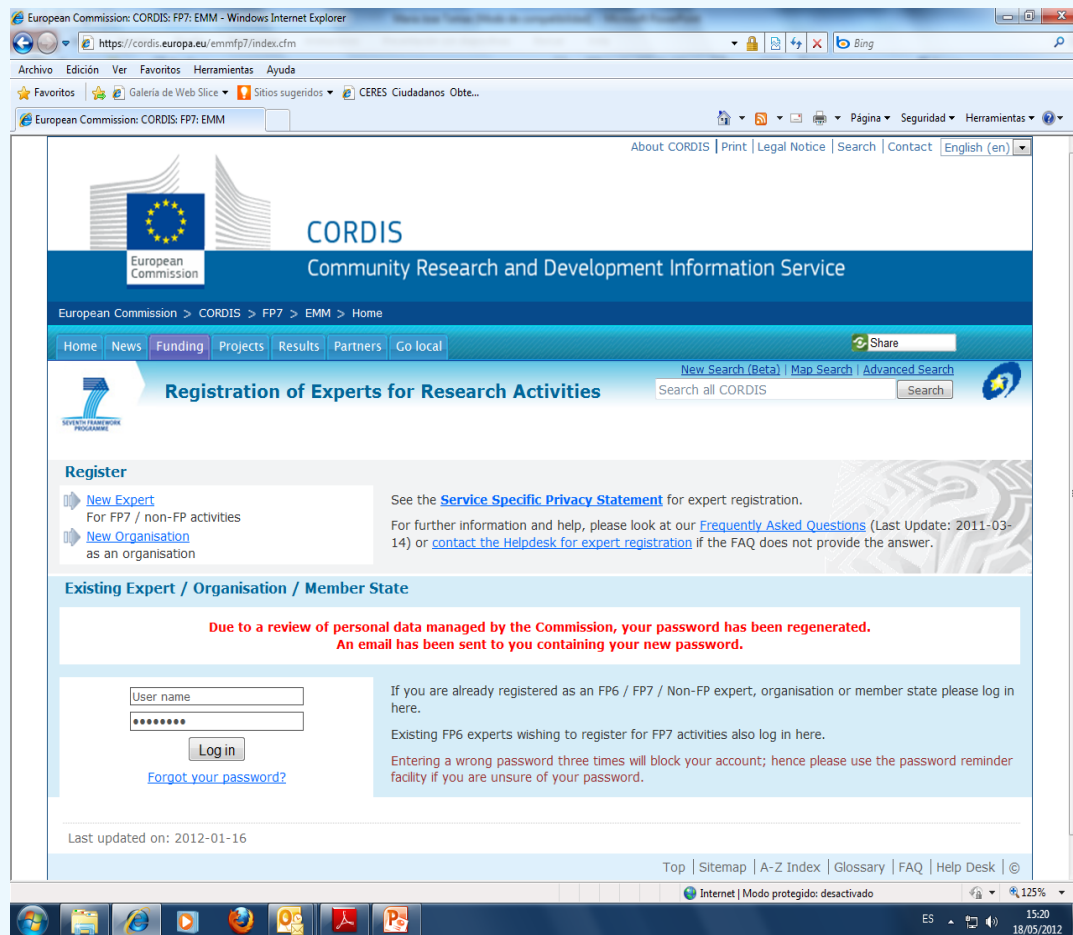 European Commission: CORDIS: FP7: EMM - Windows Internet Explorer
https://cordis.europa.eu/emmfp7/index.cfm
Bing
Archivo Edición Ver Favoritos Herramientas Ayuda
Favoritos Galería de Web Slice Sitios sugeridos CERES Ciudadanos Obte...
European Commission: CORDIS: FP7: EMM
Página Seguridad Herramientas
About CORDIS | Print | Legal Notice | Search | Contact English (en)
CORDIS
European
Commission
Community Research and Development Information Service
European Commission > CORDIS > FP7 > EMM > Home
Home News Funding Projects Results Partners Go local
Share
New Search (Beta) | Map Search | Advanced Search
Registration of Experts for Research Activities
Search all CORDIS Search
7
SEVENTH FRAMEWORK
PROGRAMME
Register
New Expert
For FP7 / non-FP activities
New Organisation
as an organisation
See the Service Specific Privacy Statement for expert registration.
For further information and help, please look at our Frequently Asked Questions (Last Update: 2011-03-
14) or contact the Helpdesk for expert registration if the FAQ does not provide the answer.
Existing Expert / Organisation / Member State
Due to a review of personal data managed by the Commission, your password has been regenerated.
An email has been sent to you containing your new password.
User name
••••••••
Log in
Forgot your password?
If you are already registered as an FP6 / FP7 / Non-FP expert, organisation or member state please log in
here.
Existing FP6 experts wishing to register for FP7 activities also log in here.
Entering a wrong password three times will block your account; hence please use the password reminder
facility if you are unsure of your password.
Last updated on: 2012-01-16
Top | Sitemap | A-Z Index | Glossary | FAQ | Help Desk | ©
Internet | Modo protegido: desactivado 125%
ES
15:20
18/05/2012